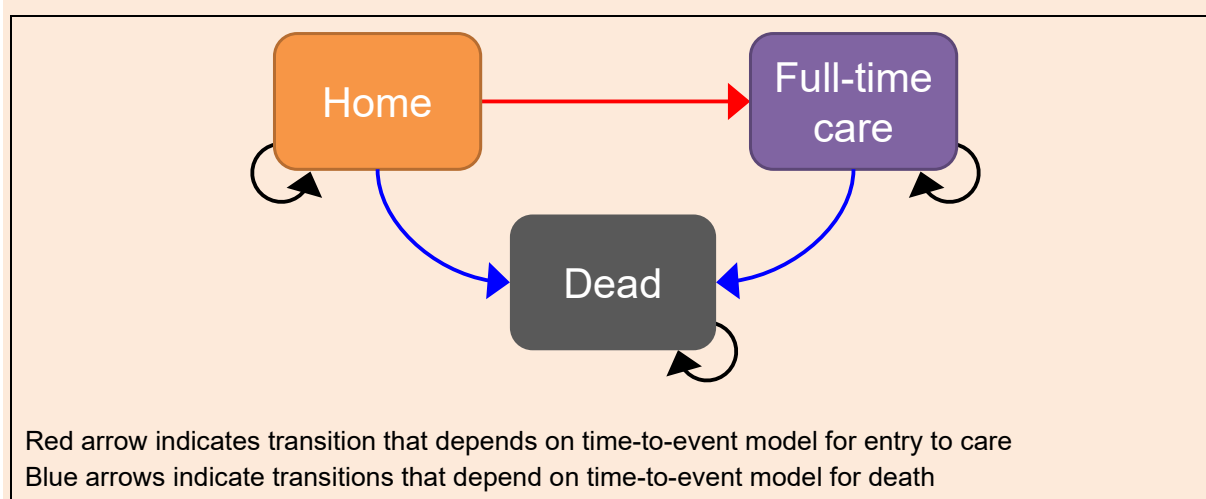 Home
Full-time
care
Dead
Red arrow indicates transition that depends on time-to-event model for entry to care
Blue arrows indicate transitions that depend on time-to-event model for death